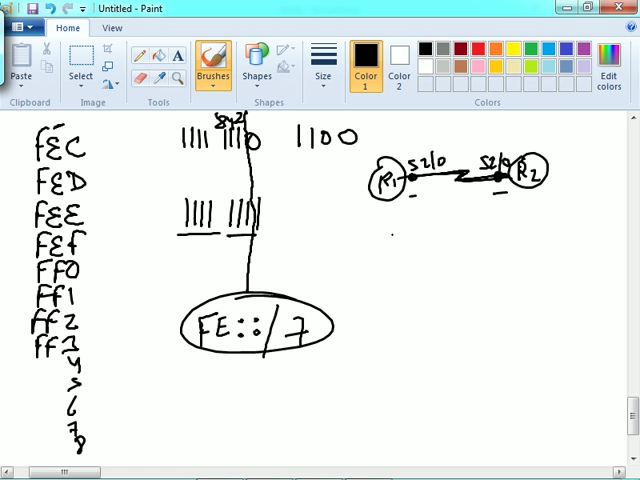 Untitled - Paint
Home
View
Paste
Select
Brushes
Shapes
Size
Color 1
Color 2
Edit colors
Clipboard
Image
Tools
Shapes
Colors
FEC
FED
FEE
FEF
FF0
FF1
FF2
FF3
4
5
6
7
8
1111 1110 1100
1111 1111
FE::/7
R1 S2/0 S2/0 R2